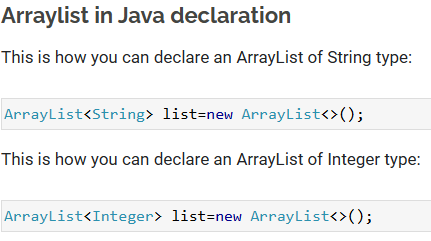 Arraylist in Java declaration
This is how you can declare an ArrayList of String type:
ArrayList<String> list=new ArrayList<>();
This is how you can declare an ArrayList of Integer type:
ArrayList<Integer> list=new ArrayList<>();